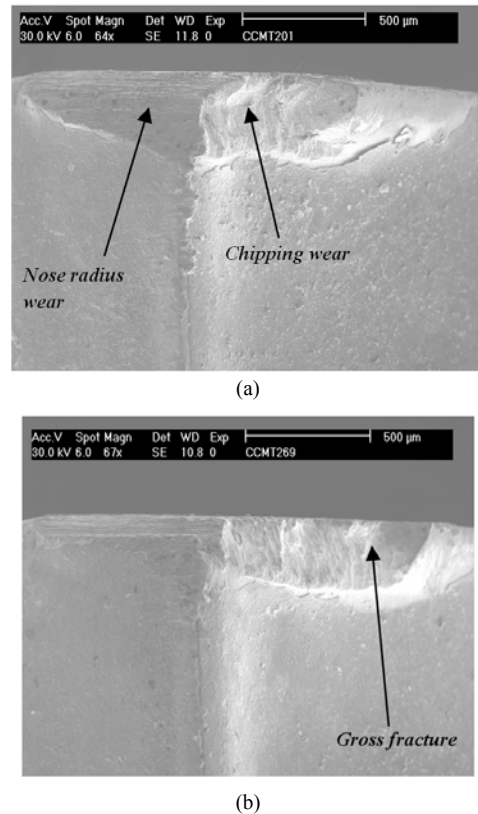 Acc.V Spot Magn Det WD Exp 500 µm
30.0 kV 6.0 64x SE 11.8 0 CCMT201
Chipping wear
Nose radius
wear
(a)
Acc.V Spot Magn Det WD Exp 500 µm
30.0 kV 6.0 67x SE 10.8 0 CCMT269
Gross fracture
(b)